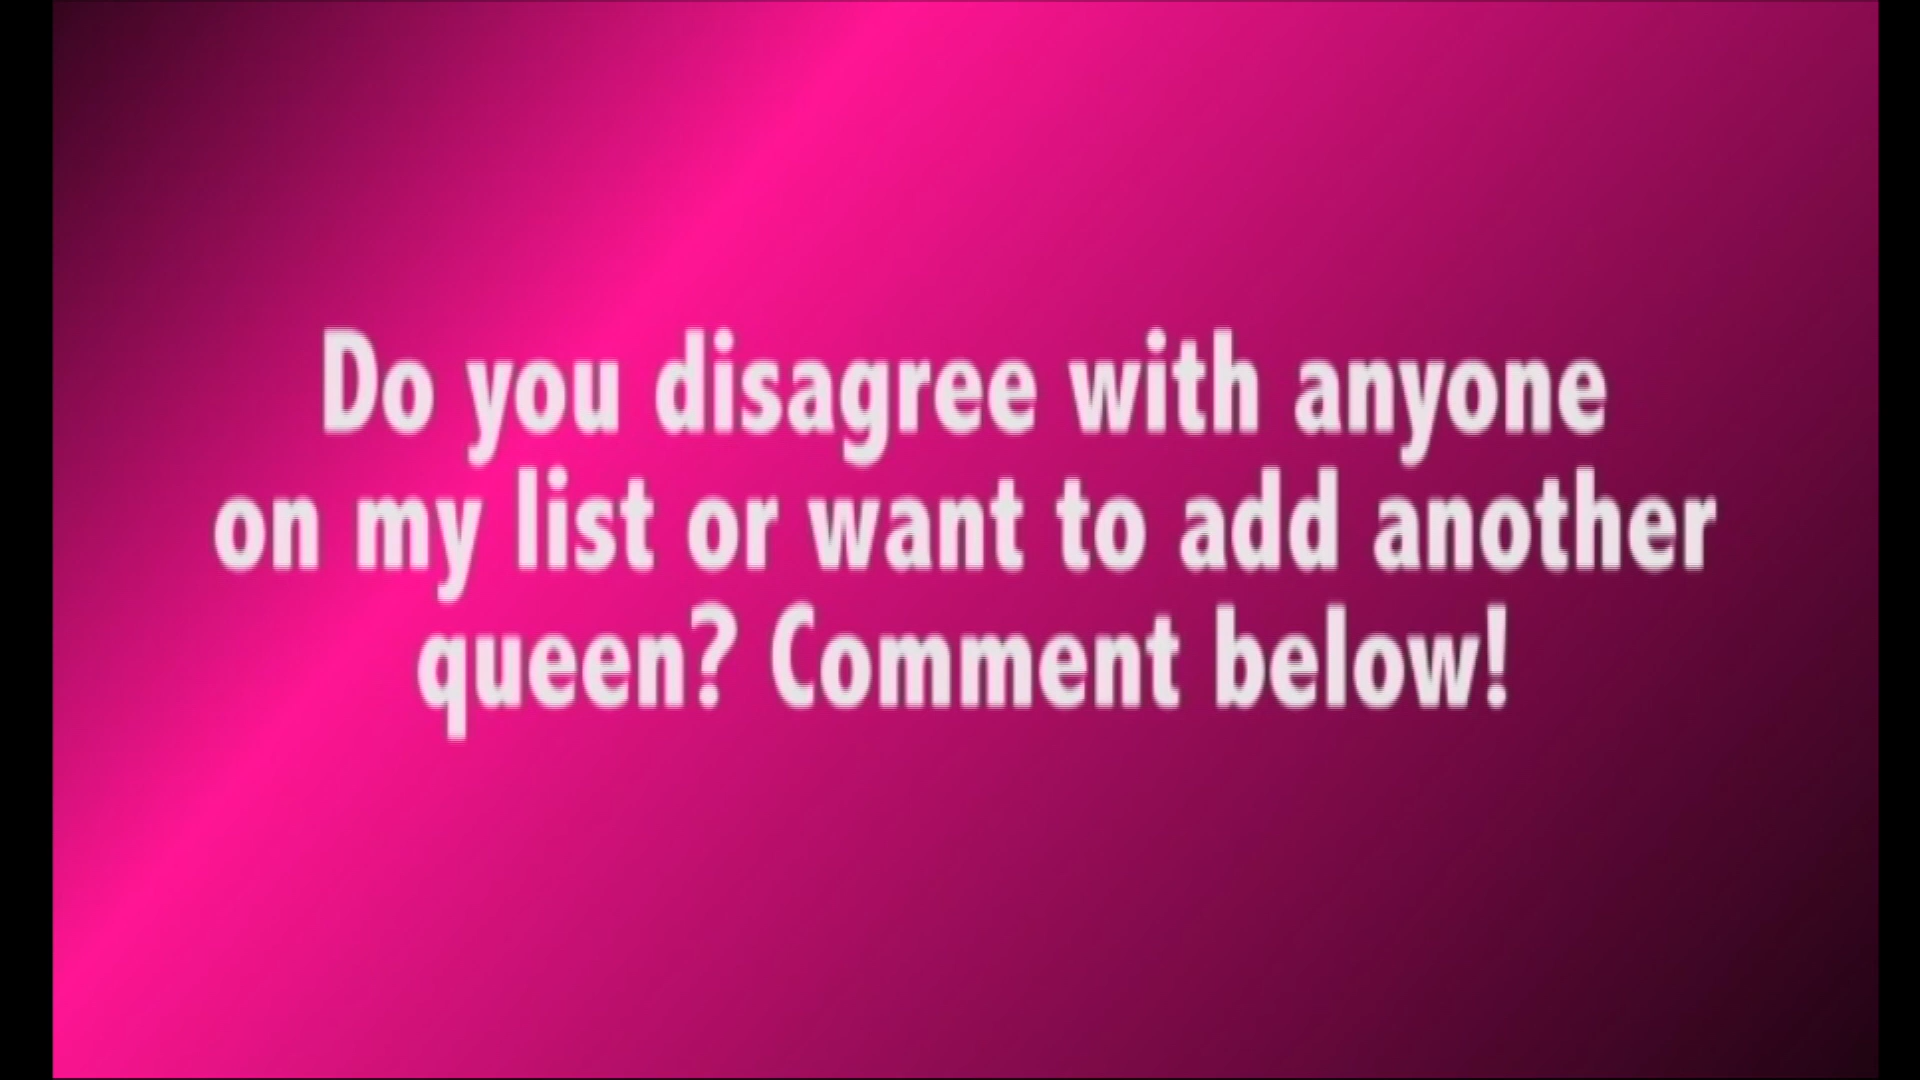 Do you disagree with anyone
on my list or want to add another
queen? Comment below!